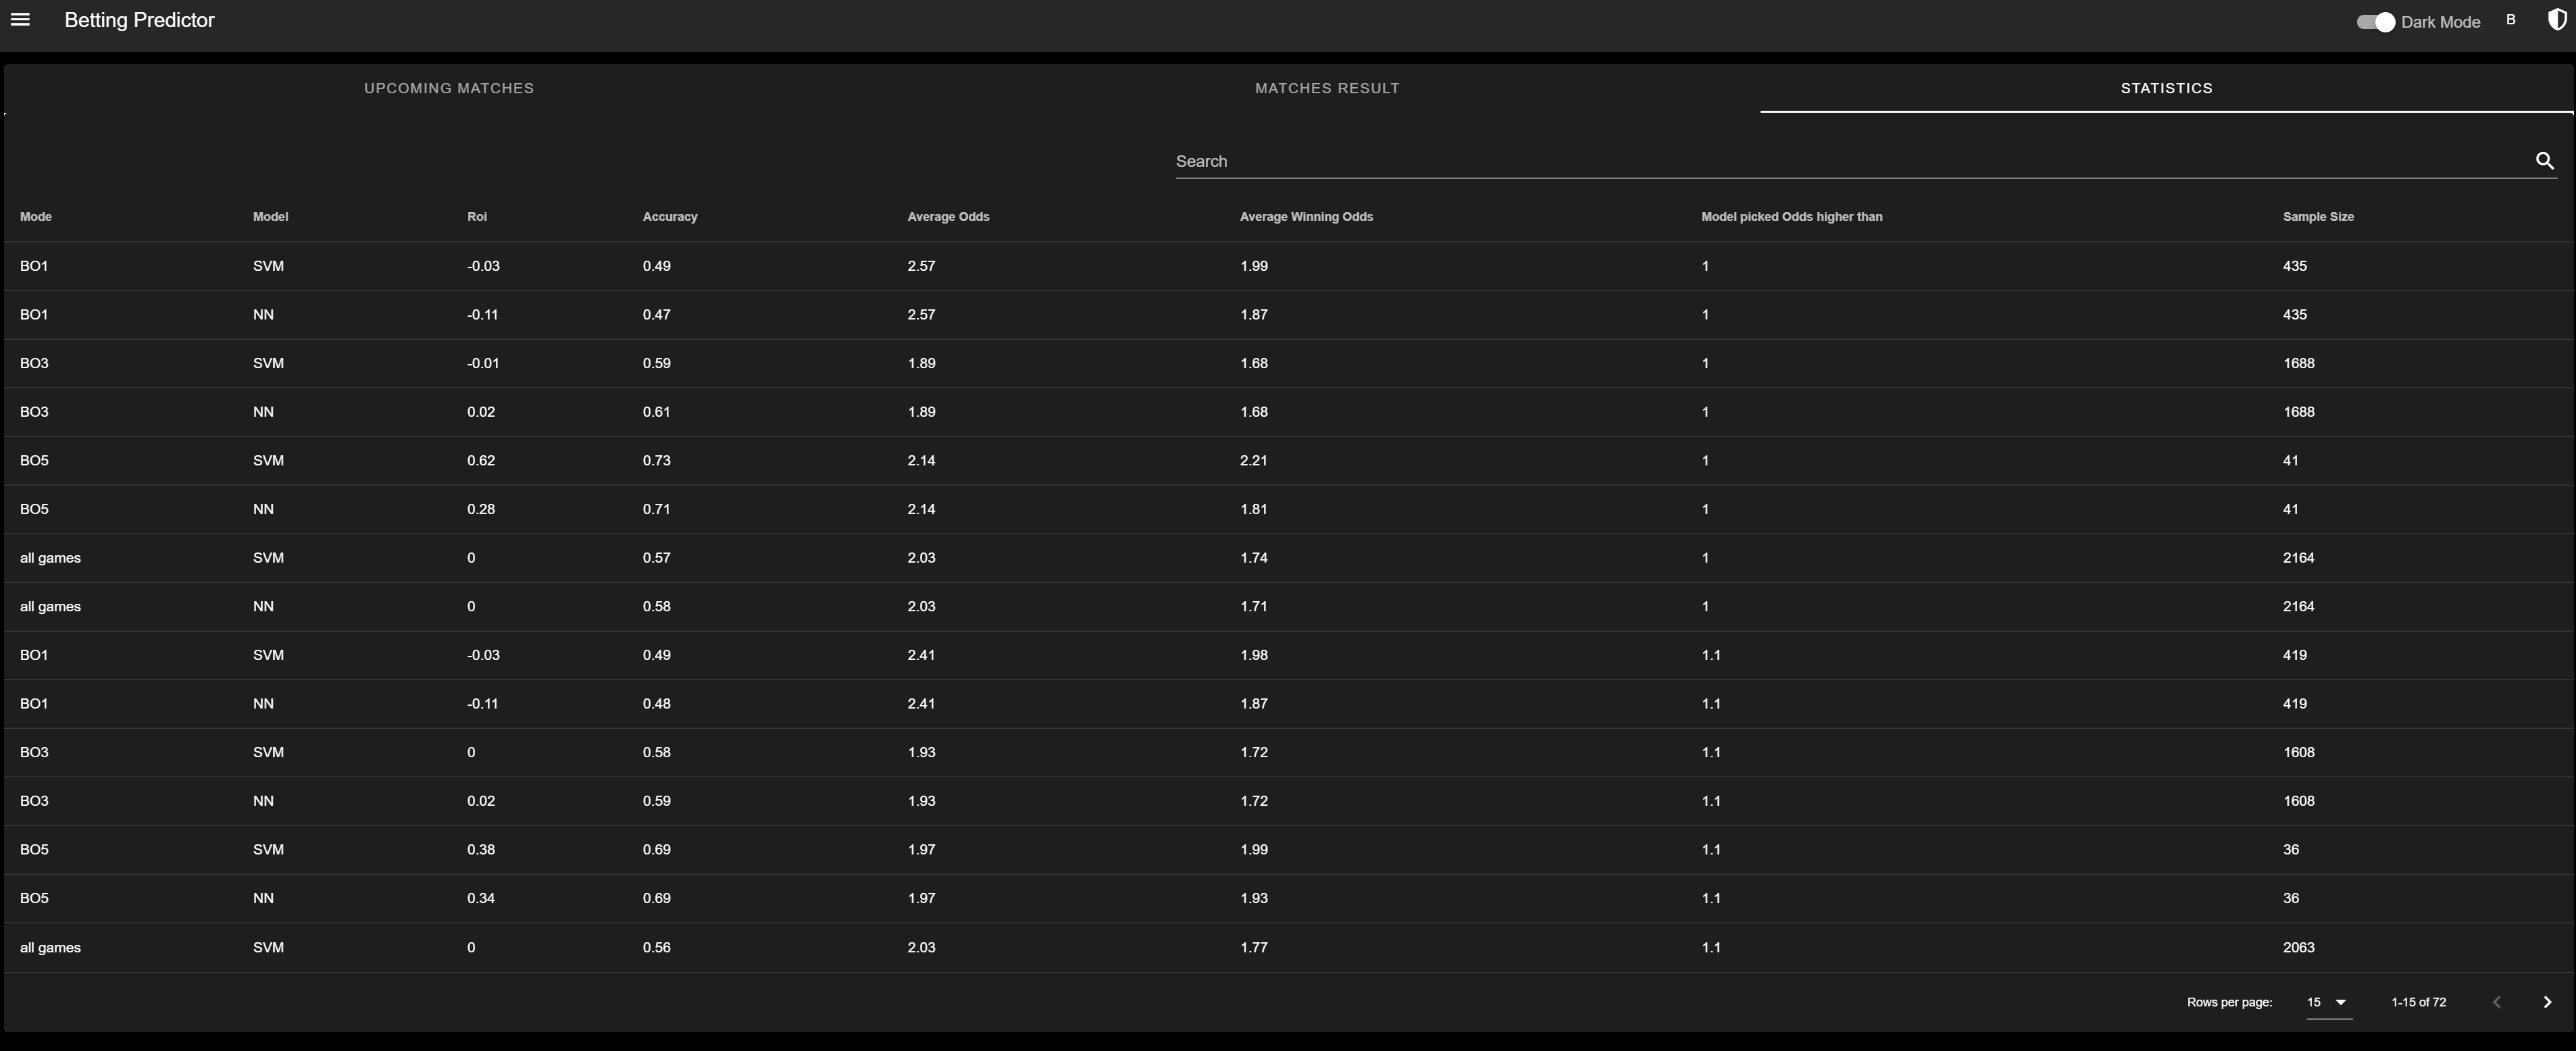 Betting Predictor
Dark Mode B
UPCOMING MATCHES MATCHES RESULT STATISTICS
Search
Mode Model Roi Accuracy Average Odds Average Winning Odds Model picked Odds higher than Sample Size
BO1 SVM -0.03 0.49 2.57 1.99 1 435
BO1 NN -0.11 0.47 2.57 1.87 1 435
BO3 SVM -0.01 0.59 1.89 1.68 1 1688
BO3 NN 0.02 0.61 1.89 1.68 1 1688
BO5 SVM 0.62 0.73 2.14 2.21 1 41
BO5 NN 0.28 0.71 2.14 1.81 1 41
all games SVM 0 0.57 2.03 1.74 1 2164
all games NN 0 0.58 2.03 1.71 1 2164
BO1 SVM -0.03 0.49 2.41 1.98 1.1 419
BO1 NN -0.11 0.48 2.41 1.87 1.1 419
BO3 SVM 0 0.58 1.93 1.72 1.1 1608
BO3 NN 0.02 0.59 1.93 1.72 1.1 1608
BO5 SVM 0.38 0.69 1.97 1.99 1.1 36
BO5 NN 0.34 0.69 1.97 1.93 1.1 36
all games SVM 0 0.56 2.03 1.77 1.1 2063
Rows per page: 15 1-15 of 72